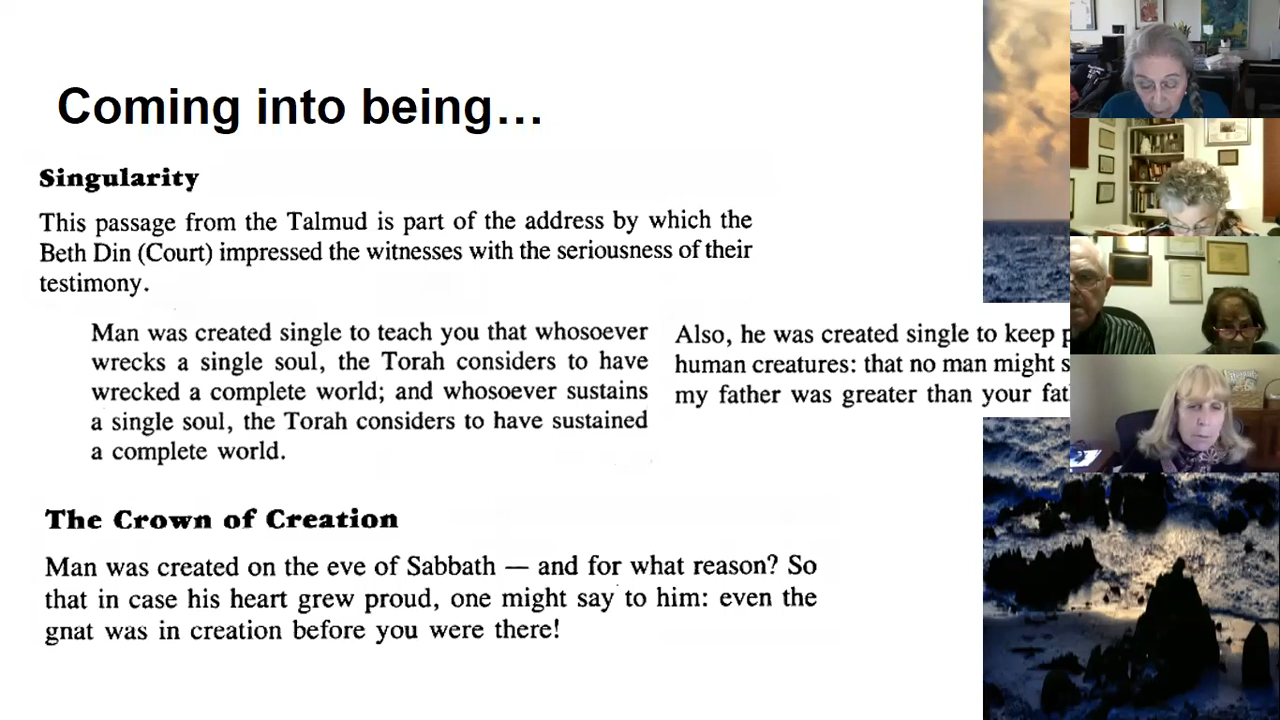 Coming into being…
Singularity
This passage from the Talmud is part of the address by which the
Beth Din (Court) impressed the witnesses with the seriousness of their
testimony.
Man was created single to teach you that whosoever
wrecks a single soul, the Torah considers to have
wrecked a complete world; and whosoever sustains
a single soul, the Torah considers to have sustained
a complete world.
Also, he was created single to keep
human creatures: that no man might
my father was greater than your
The Crown of Creation
Man was created on the eve of Sabbath — and for what reason? So
that in case his heart grew proud, one might say to him: even the
gnat was in creation before you were there!